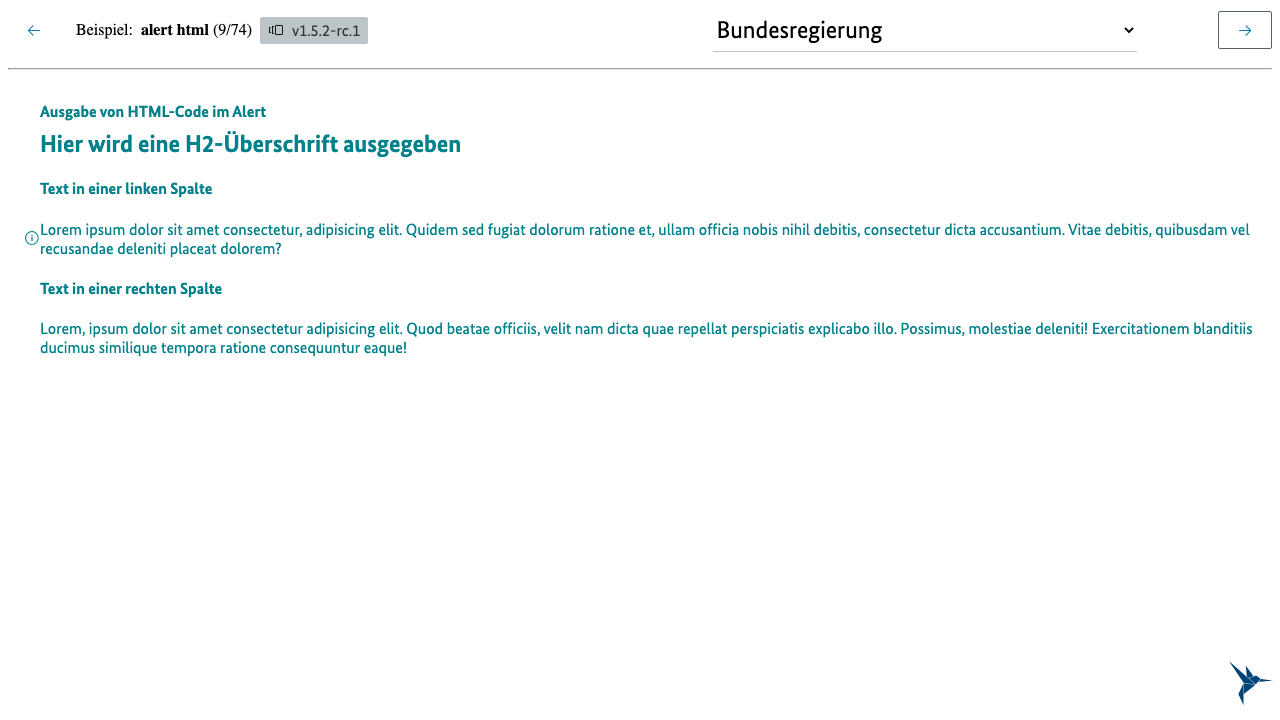 Beispiel: alert html (9/74) v1.5.2-rc.1 Bundesregierung
Ausgabe von HTML-Code im Alert
Hier wird eine H2-Überschrift ausgegeben
Text in einer linken Spalte
Lorem ipsum dolor sit amet consectetur, adipisicing elit. Quidem sed fugiat dolorum ratione et, ullam officia nobis nihil debitis, consectetur dicta accusantium. Vitae debitis, quibusdam vel
recusandae deleniti placeat dolorem?
Text in einer rechten Spalte
Lorem, ipsum dolor sit amet consectetur adipisicing elit. Quod beatae officiis, velit nam dicta quae repellat perspiciatis explicabo illo. Possimus, molestiae deleniti! Exercitationem blanditiis
ducimus similique tempora ratione consequuntur eaque!